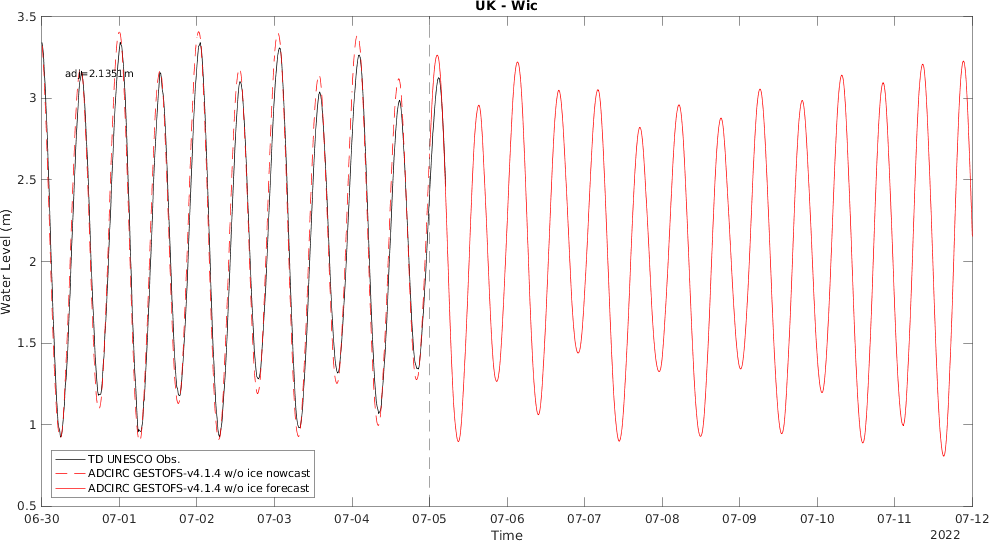 UK - Wic
3.5
3
2.5
2
1.5
1
0.5
Water Level (m)
adj=2.1351m
TD UNESCO Obs.
ADCIRC GESTOFS-v4.1.4 w/o ice nowcast
ADCIRC GESTOFS-v4.1.4 w/o ice forecast
06-30 07-01 07-02 07-03 07-04 07-05 07-06 07-07 07-08 07-09 07-10 07-11 07-12
Time
2022